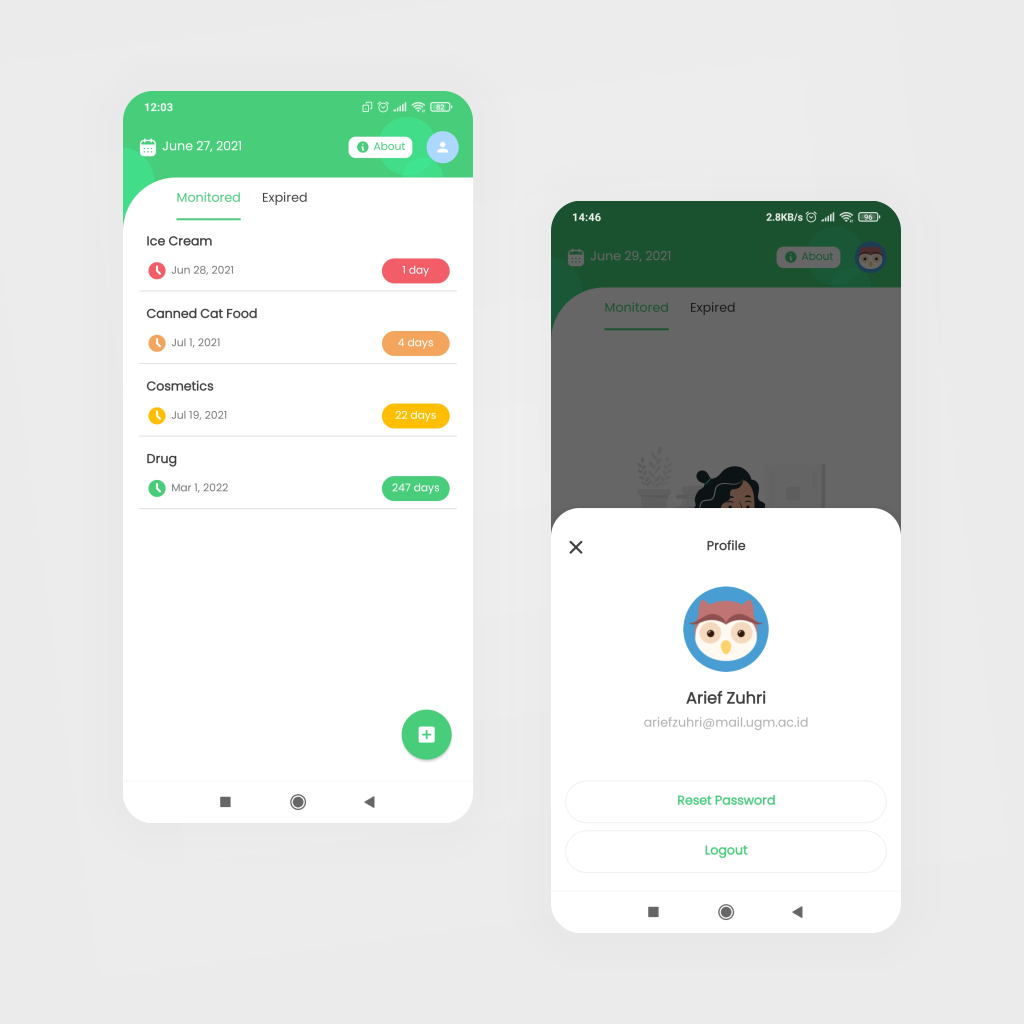 12:03
82
June 27, 2021
About
Monitored Expired
Ice Cream
Jun 28, 2021
1 day
Canned Cat Food
Jul 1, 2021
4 days
Cosmetics
Jul 19, 2021
22 days
Drug
Mar 1, 2022
247 days
14:46
2.8KB/s
96
June 29, 2021
About
Monitored Expired
Profile
Arief Zuhri
ariefzuhri@mail.ugm.ac.id
Reset Password
Logout